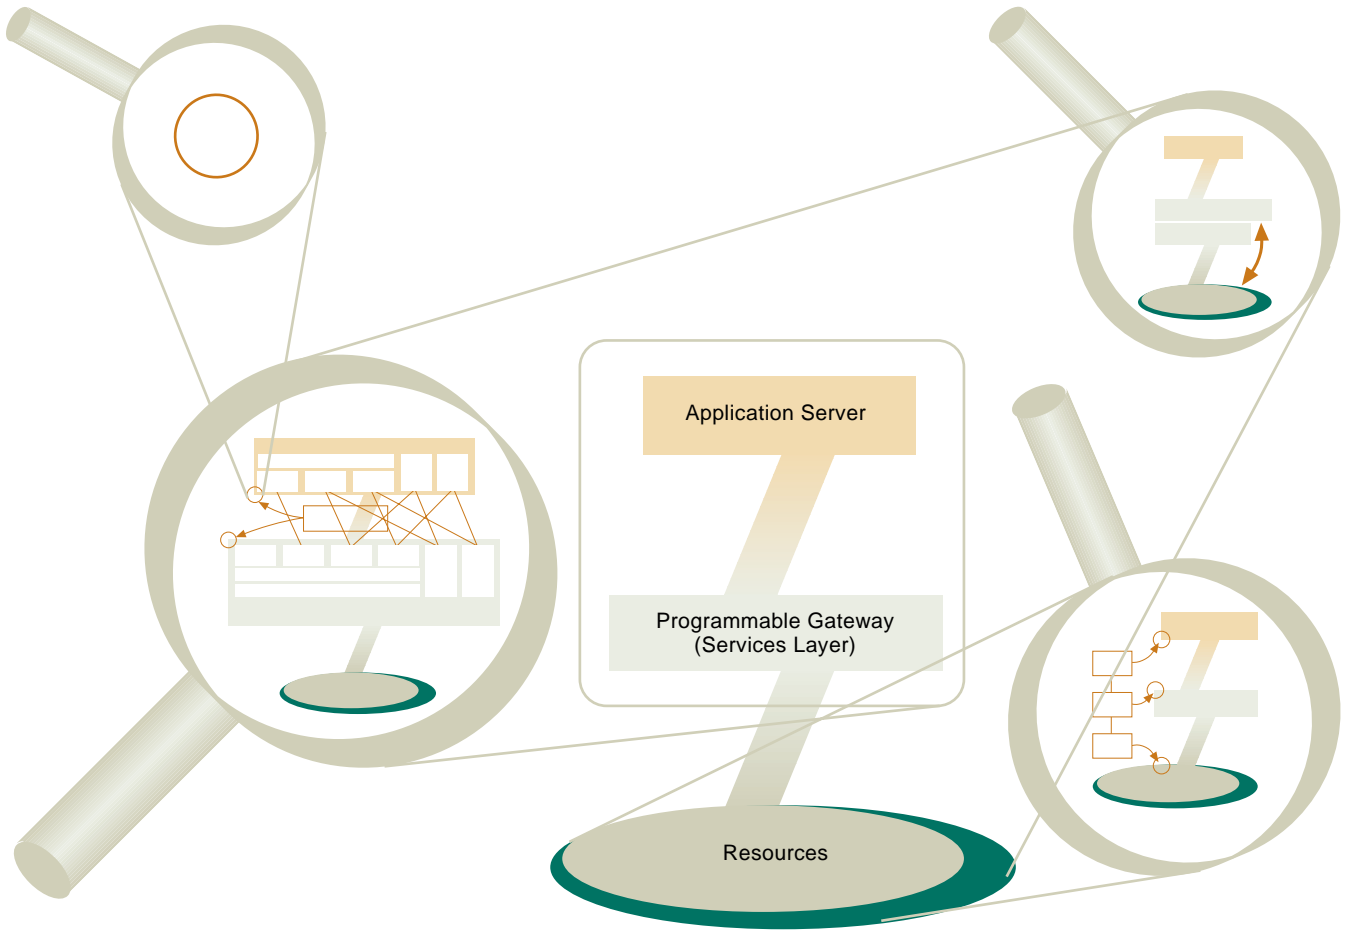 Application Server
Programmable Gateway
(Services Layer)
Resources